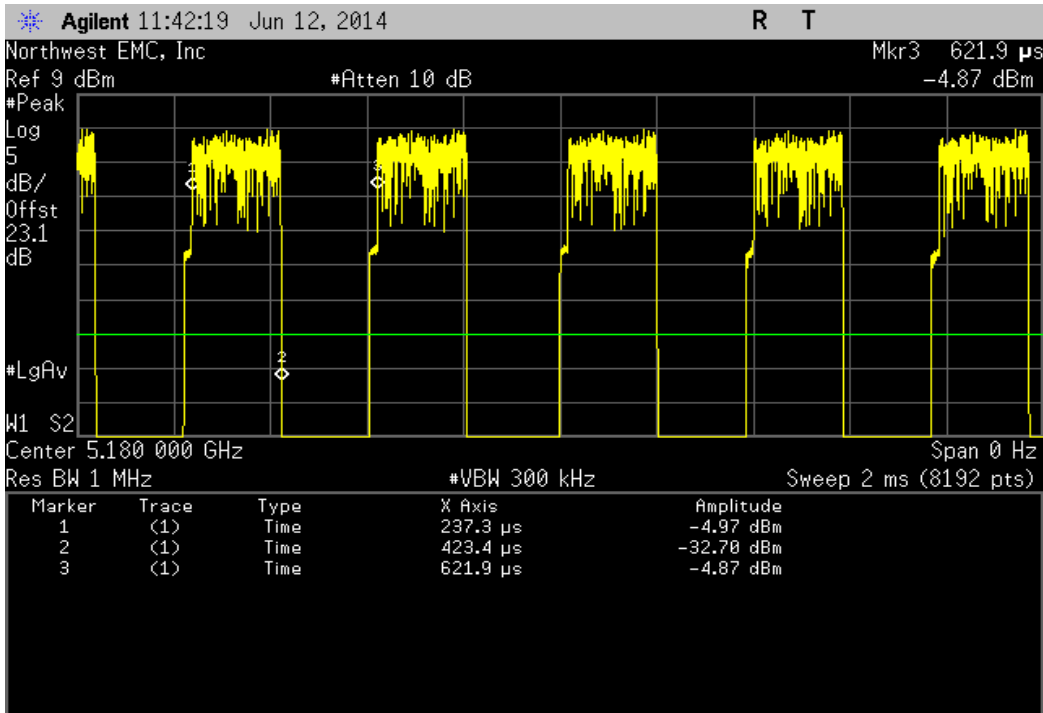 Agilent 11:42:19 Jun 12, 2014 R T
Northwest EMC, Inc Mkr3 621.9 µs
Ref 9 dBm #Atten 10 dB -4.87 dBm
#Peak
Log
5
dB/
Offst
23.1
dB
1
3
2
#LgAv
W1 S2
Center 5.180 000 GHz Span 0 Hz
Res BW 1 MHz #VBW 300 kHz Sweep 2 ms (8192 pts)
Marker Trace Type X Axis Amplitude
1 (1) Time 237.3 µs -4.97 dBm
2 (1) Time 423.4 µs -32.70 dBm
3 (1) Time 621.9 µs -4.87 dBm